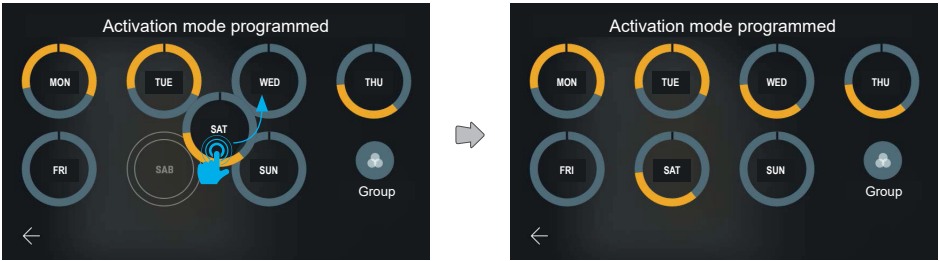 Activation mode programmed
MON TUE WED THU
SAT
FRI SAB SUN
Group
Activation mode programmed
MON TUE WED THU
FRI SAT SUN
Group